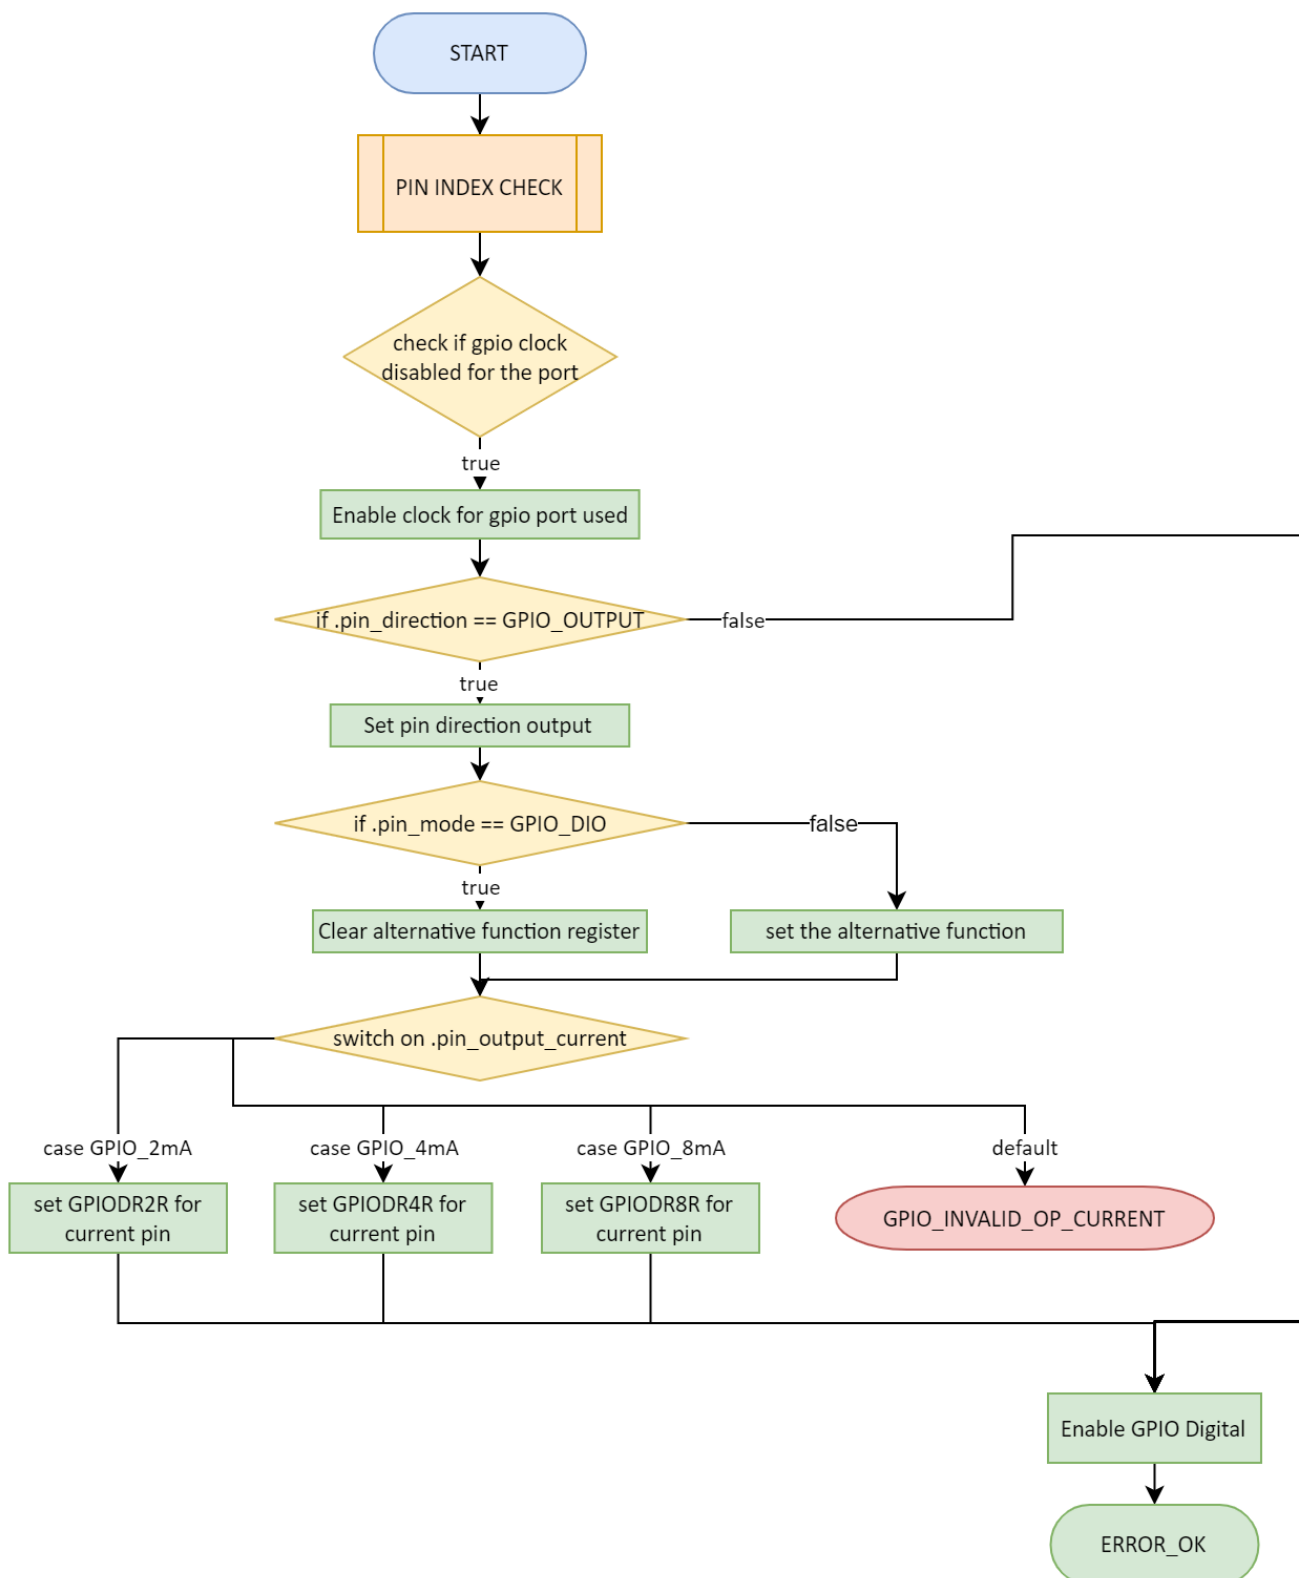 START
PIN INDEX CHECK
check if gpio clock
disabled for the port
true
Enable clock for gpio port used
if .pin_direction == GPIO_OUTPUT
false
true
Set pin direction output
if .pin_mode == GPIO_DIO
false
true
Clear alternative function register
set the alternative function
switch on .pin_output_current
case GPIO_2mA
case GPIO_4mA
case GPIO_8mA
default
set GPIODR2R for
current pin
set GPIODR4R for
current pin
set GPIODR8R for
current pin
GPIO_INVALID_OP_CURRENT
Enable GPIO Digital
ERROR_OK